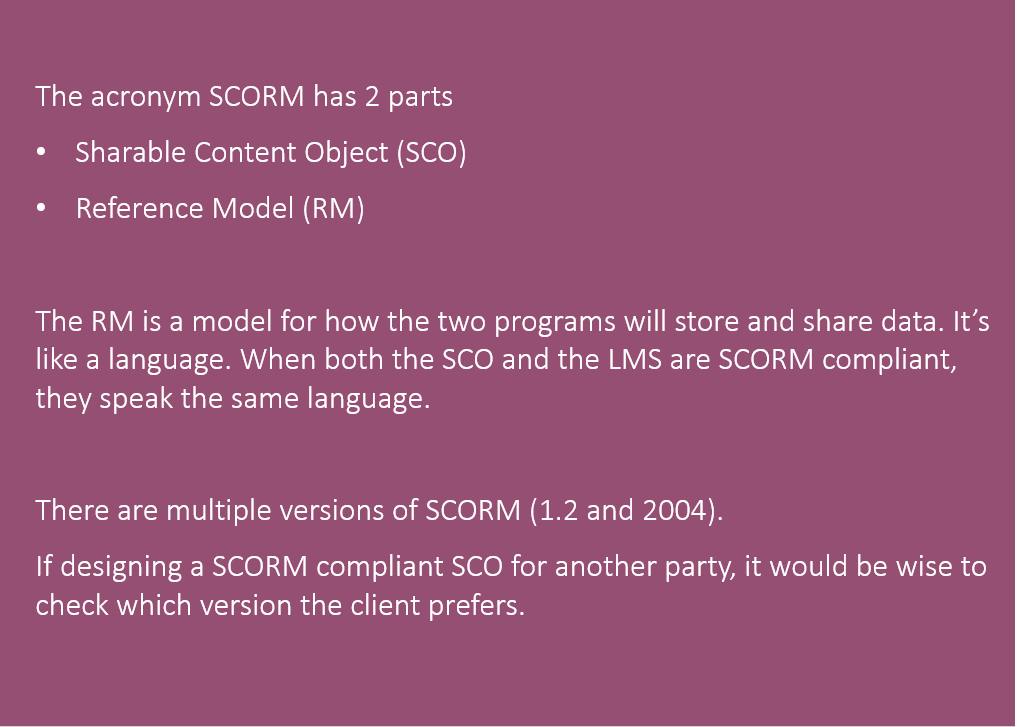 The acronym SCORM has 2 parts
• Sharable Content Object (SCO)
• Reference Model (RM)
The RM is a model for how the two programs will store and share data. It’s
like a language. When both the SCO and the LMS are SCORM compliant,
they speak the same language.
There are multiple versions of SCORM (1.2 and 2004).
If designing a SCORM compliant SCO for another party, it would be wise to
check which version the client prefers.